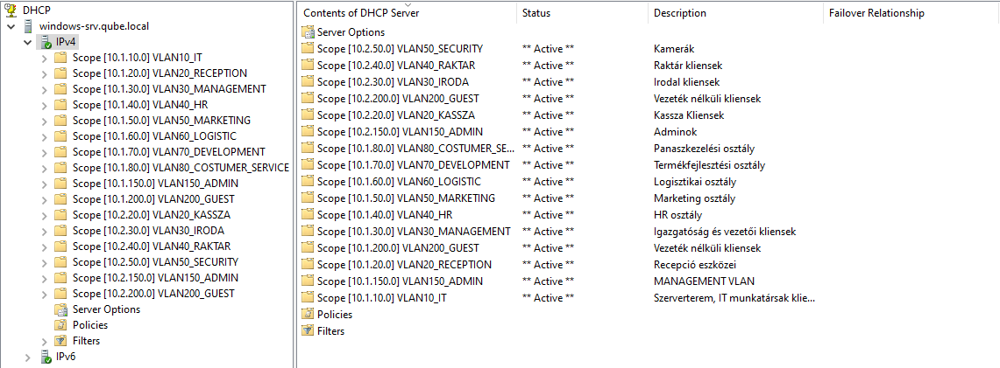 DHCP
windows-srv.qube.local
IPv4
Scope [10.1.10.0] VLAN10_IT
Scope [10.1.20.0] VLAN20_RECEPTION
Scope [10.1.30.0] VLAN30_MANAGEMENT
Scope [10.1.40.0] VLAN40_HR
Scope [10.1.50.0] VLAN50_MARKETING
Scope [10.1.60.0] VLAN60_LOGISTIC
Scope [10.1.70.0] VLAN70_DEVELOPMENT
Scope [10.1.80.0] VLAN80_COSTUMER_SERVICE
Scope [10.1.150.0] VLAN150_ADMIN
Scope [10.1.200.0] VLAN200_GUEST
Scope [10.2.20.0] VLAN20_KASSZA
Scope [10.2.30.0] VLAN30_IRODA
Scope [10.2.40.0] VLAN40_RAKTAR
Scope [10.2.50.0] VLAN50_SECURITY
Scope [10.2.150.0] VLAN150_ADMIN
Scope [10.2.200.0] VLAN200_GUEST
Server Options
Policies
Filters
IPv6
Contents of DHCP Server Status Description Failover Relationship
Server Options
Scope [10.2.50.0] VLAN50_SECURITY ** Active ** Kamerák
Scope [10.2.40.0] VLAN40_RAKTAR ** Active ** Raktár kliensek
Scope [10.2.30.0] VLAN30_IRODA ** Active ** Irodal kliensek
Scope [10.2.200.0] VLAN200_GUEST ** Active ** Vezeték nélküli kliensek
Scope [10.2.20.0] VLAN20_KASSZA ** Active ** Kassza Kliensek
Scope [10.2.150.0] VLAN150_ADMIN ** Active ** Adminok
Scope [10.1.80.0] VLAN80_COSTUMER_SE... ** Active ** Panaszkezelési osztály
Scope [10.1.70.0] VLAN70_DEVELOPMENT ** Active ** Termékfejlesztési osztály
Scope [10.1.60.0] VLAN60_LOGISTIC ** Active ** Logisztikai osztály
Scope [10.1.50.0] VLAN50_MARKETING ** Active ** Marketing osztály
Scope [10.1.40.0] VLAN40_HR ** Active ** HR osztály
Scope [10.1.30.0] VLAN30_MANAGEMENT ** Active ** Igazgatóság és vezetői kliensek
Scope [10.1.200.0] VLAN200_GUEST ** Active ** Vezeték nélküli kliensek
Scope [10.1.20.0] VLAN20_RECEPTION ** Active ** Recepció eszközei
Scope [10.1.150.0] VLAN150_ADMIN ** Active ** MANAGEMENT VLAN
Scope [10.1.10.0] VLAN10_IT ** Active ** Szerverterem, IT munkatársak klie...
Policies
Filters